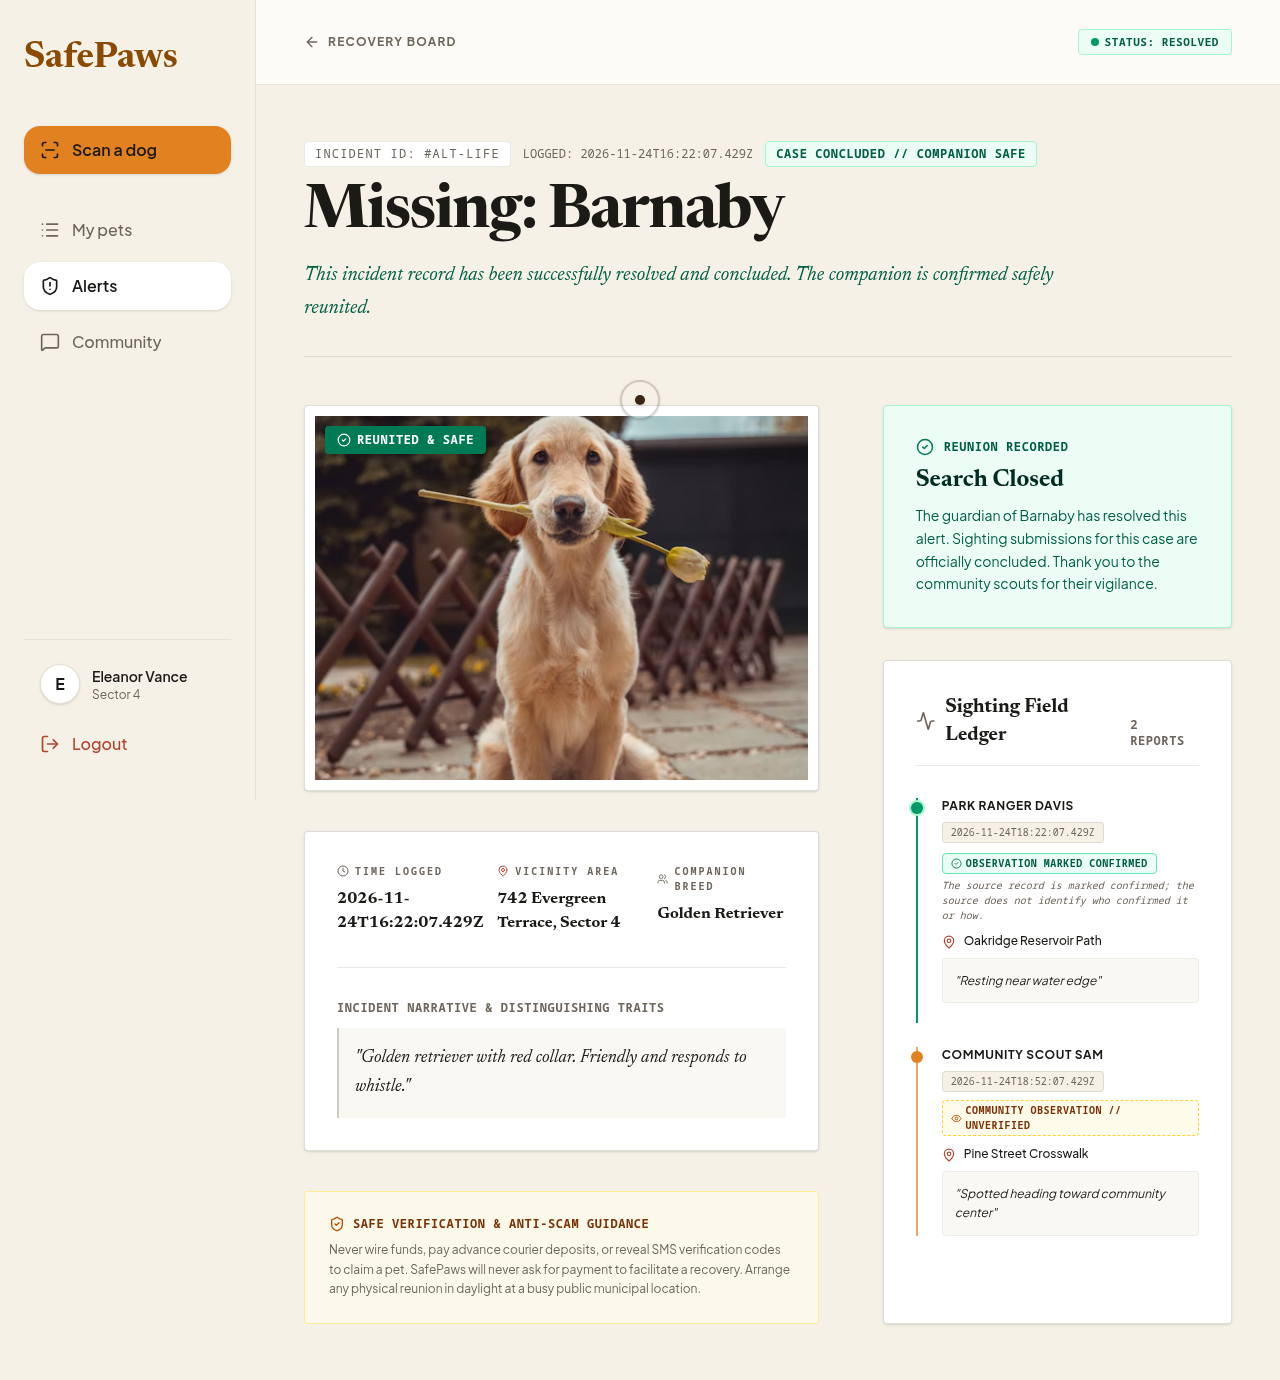 SafePaws
Scan a dog
My pets
Alerts
Community
E
Eleanor Vance
Sector 4
Logout
RECOVERY BOARD
STATUS: RESOLVED
INCIDENT ID: #ALT-LIFE
LOGGED: 2026-11-24T16:22:07.429Z
CASE CONCLUDED // COMPANION SAFE
Missing: Barnaby
This incident record has been successfully resolved and concluded. The companion is confirmed safely
reunited.
REUNITED & SAFE
TIME LOGGED
2026-11-
24T16:22:07.429Z
VICINITY AREA
742 Evergreen
Terrace, Sector 4
COMPANION
BREED
Golden Retriever
INCIDENT NARRATIVE & DISTINGUISHING TRAITS
"Golden retriever with red collar. Friendly and responds to
whistle."
SAFE VERIFICATION & ANTI-SCAM GUIDANCE
Never wire funds, pay advance courier deposits, or reveal SMS verification codes
to claim a pet. SafePaws will never ask for payment to facilitate a recovery. Arrange
any physical reunion in daylight at a busy public municipal location.
REUNION RECORDED
Search Closed
The guardian of Barnaby has resolved this
alert. Sighting submissions for this case are
officially concluded. Thank you to the
community scouts for their vigilance.
Sighting Field
Ledger
2
REPORTS
PARK RANGER DAVIS
2026-11-24T18:22:07.429Z
OBSERVATION MARKED CONFIRMED
The source record is marked confirmed; the
source does not identify who confirmed it
or how.
Oakridge Reservoir Path
"Resting near water edge"
COMMUNITY SCOUT SAM
2026-11-24T18:52:07.429Z
COMMUNITY OBSERVATION //
UNVERIFIED
Pine Street Crosswalk
"Spotted heading toward community
center"